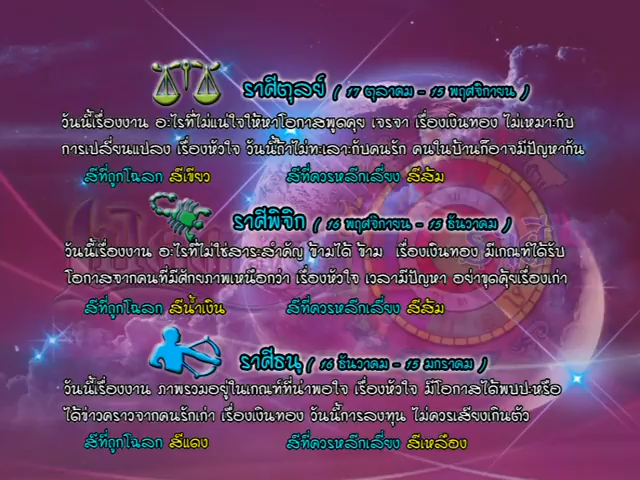 ราศีตุลย์ ( 17 ตุลาคม - 15 พฤศจิกายน )
วันนี้เรื่องงาน อะไรที่ไม่แน่ใจให้หาโอกาสพูดคุย เจรจา เรื่องเงินทอง ไม่เหมาะกับ
การเปลี่ยนแปลง เรื่องหัวใจ วันนี้ถ้าไม่ทะเลาะกับคนรัก คนในบ้านก็อาจมีปัญหากัน
สีที่ถูกโฉลก สีเขียว สีที่ควรหลีกเลี่ยง สีส้ม
ราศีพิจิก ( 16 พฤศจิกายน - 15 ธันวาคม )
วันนี้เรื่องงาน อะไรที่ไม่ใช่สาระสำคัญ ข้ามได้ ข้าม เรื่องเงินทอง มีเกณฑ์ได้รับ
โอกาสจากคนที่มีศักยภาพเหนือกว่า เรื่องหัวใจ เวลามีปัญหา อย่าขุดคุ้ยเรื่องเก่า
สีที่ถูกโฉลก สีน้ำเงิน สีที่ควรหลีกเลี่ยง สีส้ม
ราศีธนู ( 16 ธันวาคม - 15 มกราคม )
วันนี้เรื่องงาน ภาพรวมอยู่ในเกณฑ์ที่น่าพอใจ เรื่องหัวใจ มีโอกาสได้พบปะหรือ
ได้ข่าวคราวจากคนรักเก่า เรื่องเงินทอง วันนี้การลงทุน ไม่ควรเสี่ยงเกินตัว
สีที่ถูกโฉลก สีแดง สีที่ควรหลีกเลี่ยง สีเหลือง